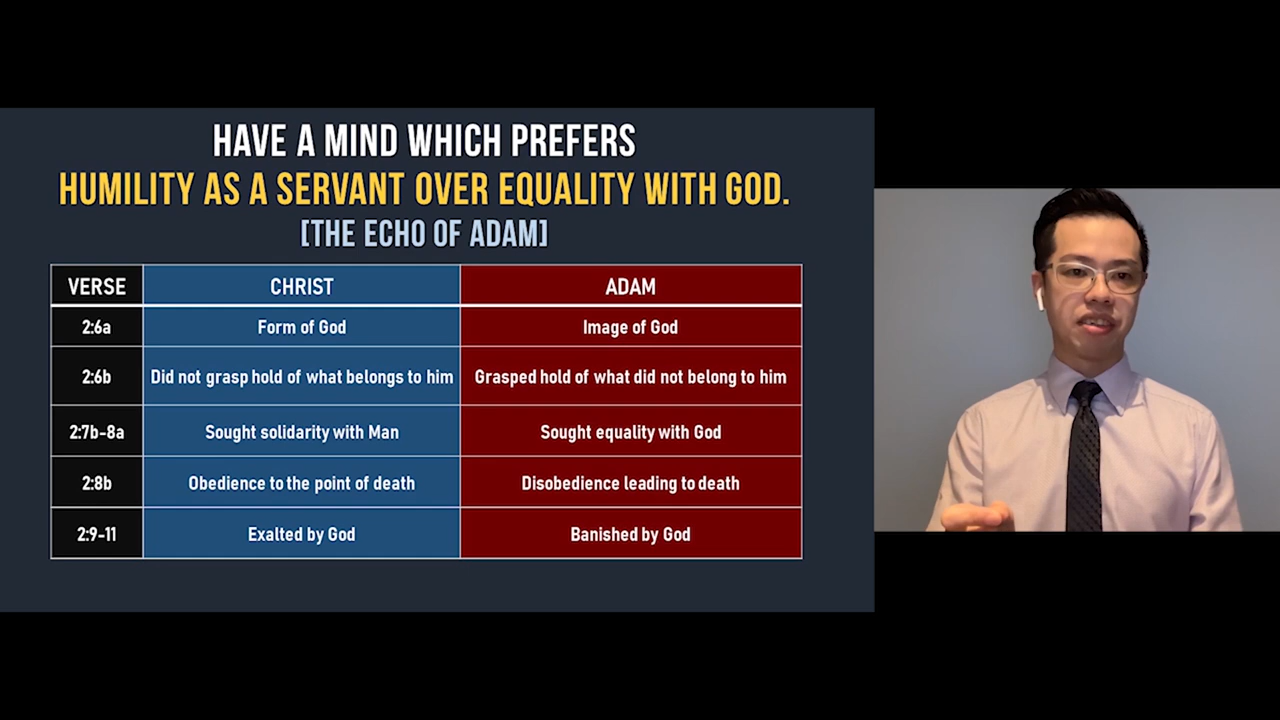 HAVE A MIND WHICH PREFERS
HUMILITY AS A SERVANT OVER EQUALITY WITH GOD.
[THE ECHO OF ADAM]
VERSE CHRIST ADAM
2:6a Form of God Image of God
2:6b Did not grasp hold of what belongs to him Grasped hold of what did not belong to him
2:7b-8a Sought solidarity with Man Sought equality with God
2:8b Obedience to the point of death Disobedience leading to death
2:9-11 Exalted by God Banished by God